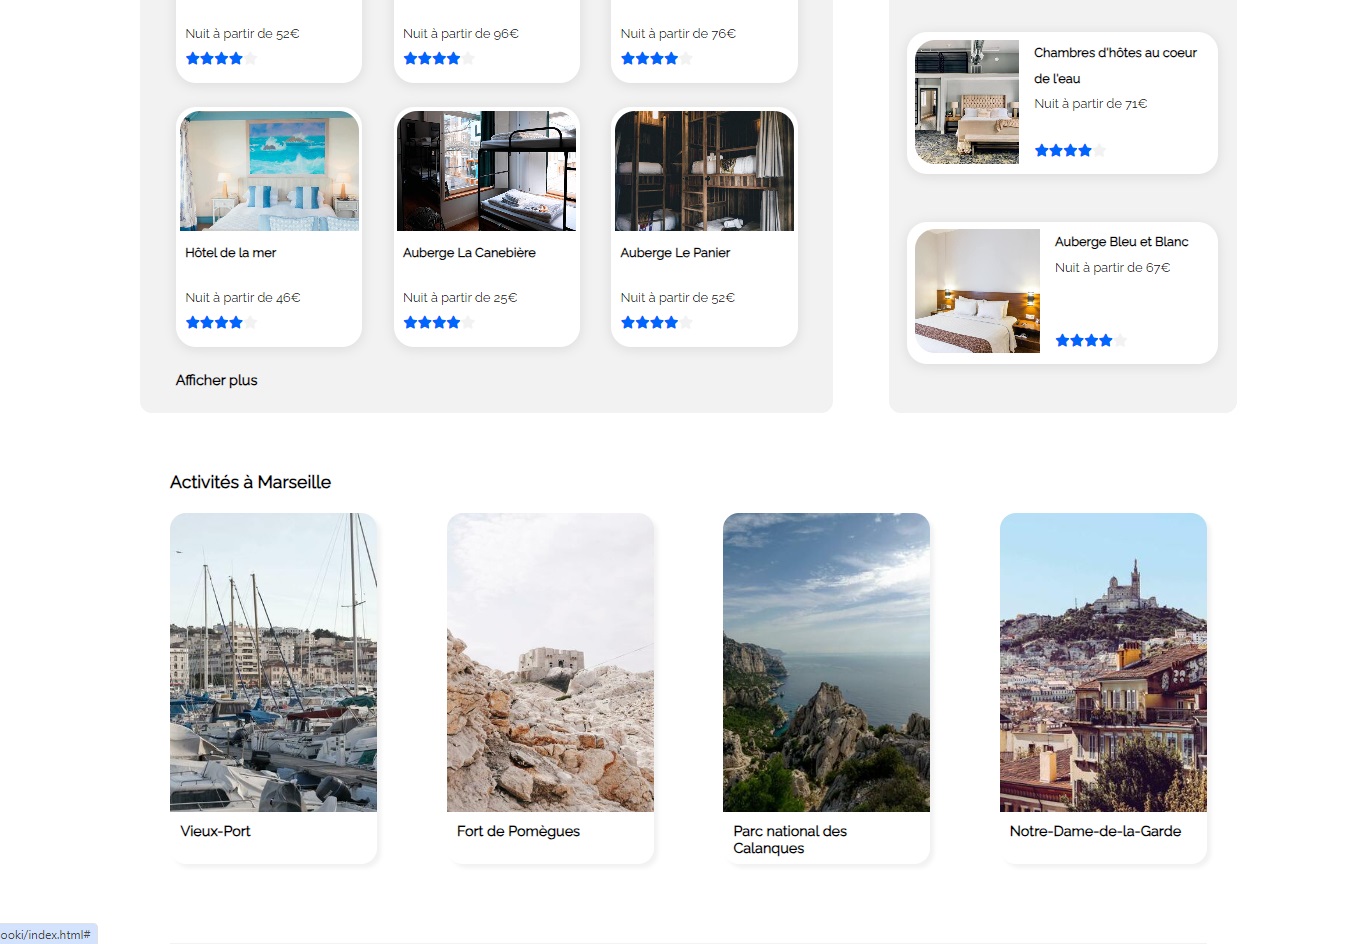 Nuit à partir de 52€
Nuit à partir de 96€
Nuit à partir de 76€
Hôtel de la mer
Nuit à partir de 46€
Auberge La Canebière
Nuit à partir de 25€
Auberge Le Panier
Nuit à partir de 52€
Afficher plus
Chambres d'hôtes au coeur
de l'eau
Nuit à partir de 71€
Auberge Bleu et Blanc
Nuit à partir de 67€
Activités à Marseille
Vieux-Port
Fort de Pomègues
Parc national des
Calanques
Notre-Dame-de-la-Garde
ooki/index.html#